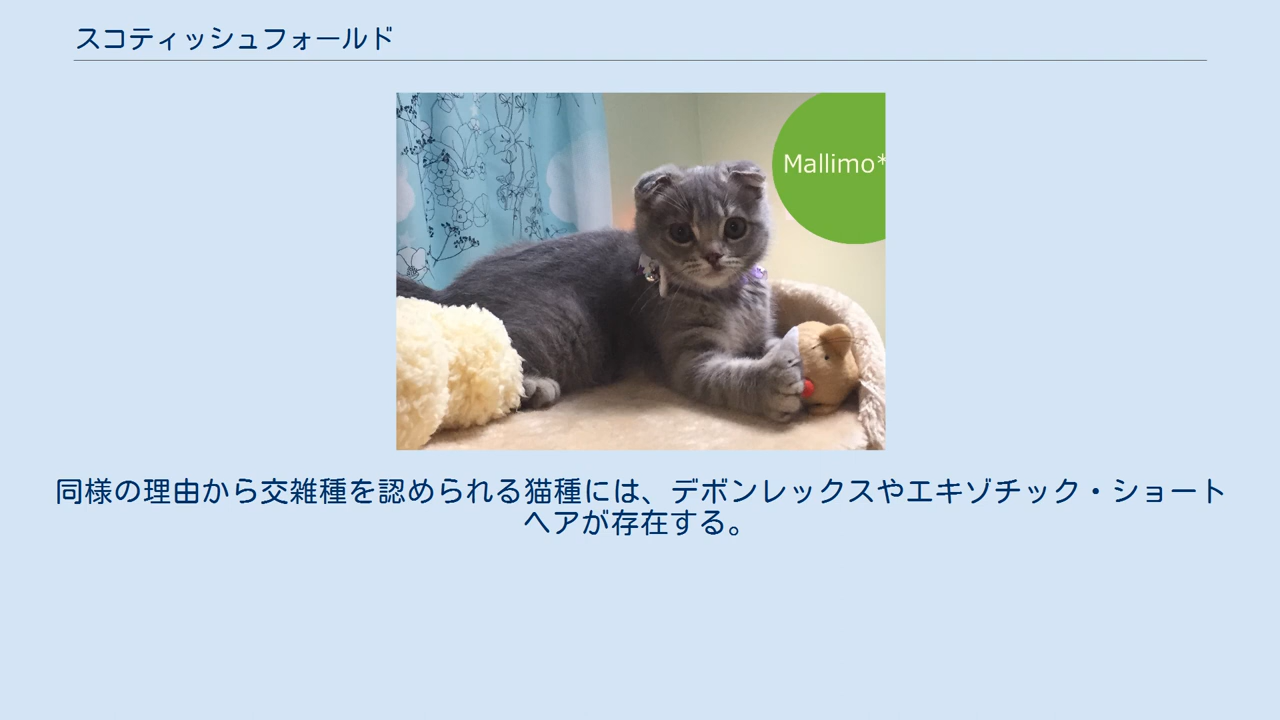 スコティッシュフォールド
Mallimo*
同様の理由から交雑種を認められる猫種には、デボンレックスやエキゾチック・ショート
ヘアが存在する。